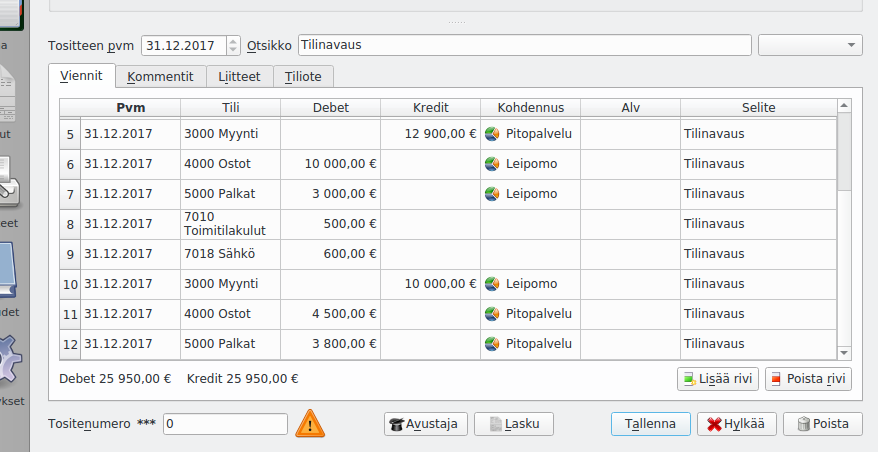 Tositteen pvm 31.12.2017 Otsikko Tilinavaus
Viennit Kommentit Liitteet Tiliote
Pvm Tili Debet Kredit Kohdennus Alv Selite
5 31.12.2017 3000 Myynti 12 900,00 € Pitopalvelu Tilinavaus
6 31.12.2017 4000 Ostot 10 000,00 € Leipomo Tilinavaus
7 31.12.2017 5000 Palkat 3 000,00 € Leipomo Tilinavaus
8 31.12.2017 7010 Toimitilakulut 500,00 € Tilinavaus
9 31.12.2017 7018 Sähkö 600,00 € Tilinavaus
10 31.12.2017 3000 Myynti 10 000,00 € Leipomo Tilinavaus
11 31.12.2017 4000 Ostot 4 500,00 € Pitopalvelu Tilinavaus
12 31.12.2017 5000 Palkat 3 800,00 € Pitopalvelu Tilinavaus
Debet 25 950,00 € Kredit 25 950,00 € Lisää rivi Poista rivi
Tositenumero *** 0 Avustaja Lasku Tallenna Hylkää Poista